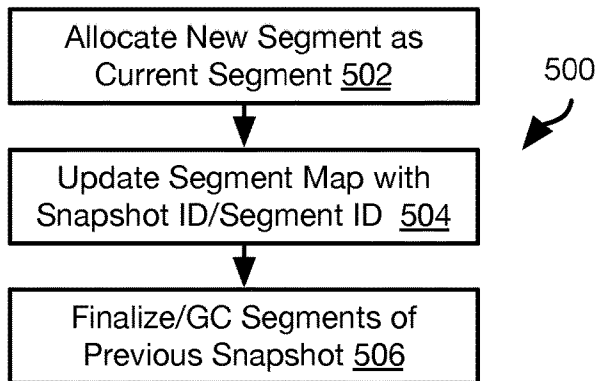 Allocate New Segment as
Current Segment 502
500
Update Segment Map with
Snapshot ID/Segment ID 504
Finalize/GC Segments of
Previous Snapshot 506